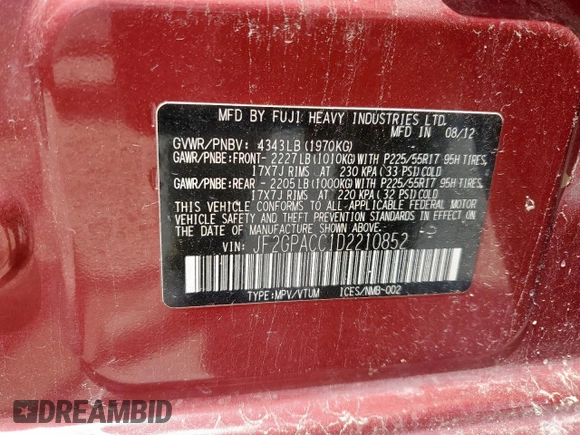 MFD BY FUJI HEAVY INDUSTRIES LTD.
MFD IN 08/12
GVWR/PNBV: 4343LB(1970KG)
GAWR/PNBE:FRONT-2227LB(1010KG)WITH P225/55R17 95H TIRES,
17X7J RIMS AT 230 KPA(33 PSI)COLD
GAWR/PNBE:REAR -2205LB(1000KG)WITH P225/55R17 95H TIRES,
17X7J RIMS AT 220 KPA(32 PSI)COLD
THIS VEHICLE CONFORMS TO ALL APPLICABLE FEDERAL MOTOR
VEHICLE SAFETY AND THEFT PREVENTION STANDARDS IN EFFECT ON
THE DATE OF MANUFACTURE SHOWN ABOVE.
VIN: JF2GPACC1D2210852
TYPE:MPV/VTUM ICES/NMB-002
DREAMBID